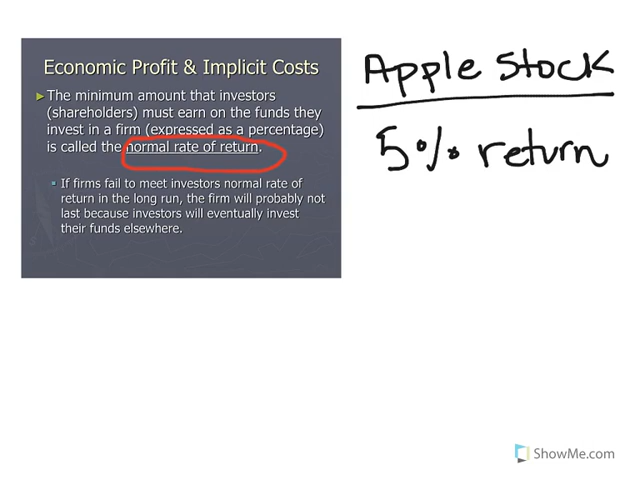 Economic Profit & Implicit Costs
►The minimum amount that investors
(shareholders) must earn on the funds they
invest in a firm (expressed as a percentage)
is called the normal rate of return.
▪ If firms fail to meet investors normal rate of
return in the long run, the firm will probably not
last because investors will eventually invest
their funds elsewhere.
Apple Stock
5% return
ShowMe.com